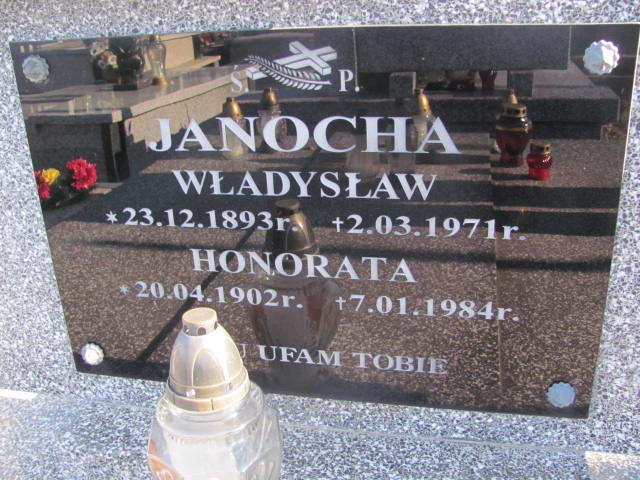 S. P.
JANOCHA
WŁADYSŁAW
*23.12.1893r. †2.03.1971r.
HONORATA
*20.04.1902r. †7.01.1984r.
U UFAM TOBIE